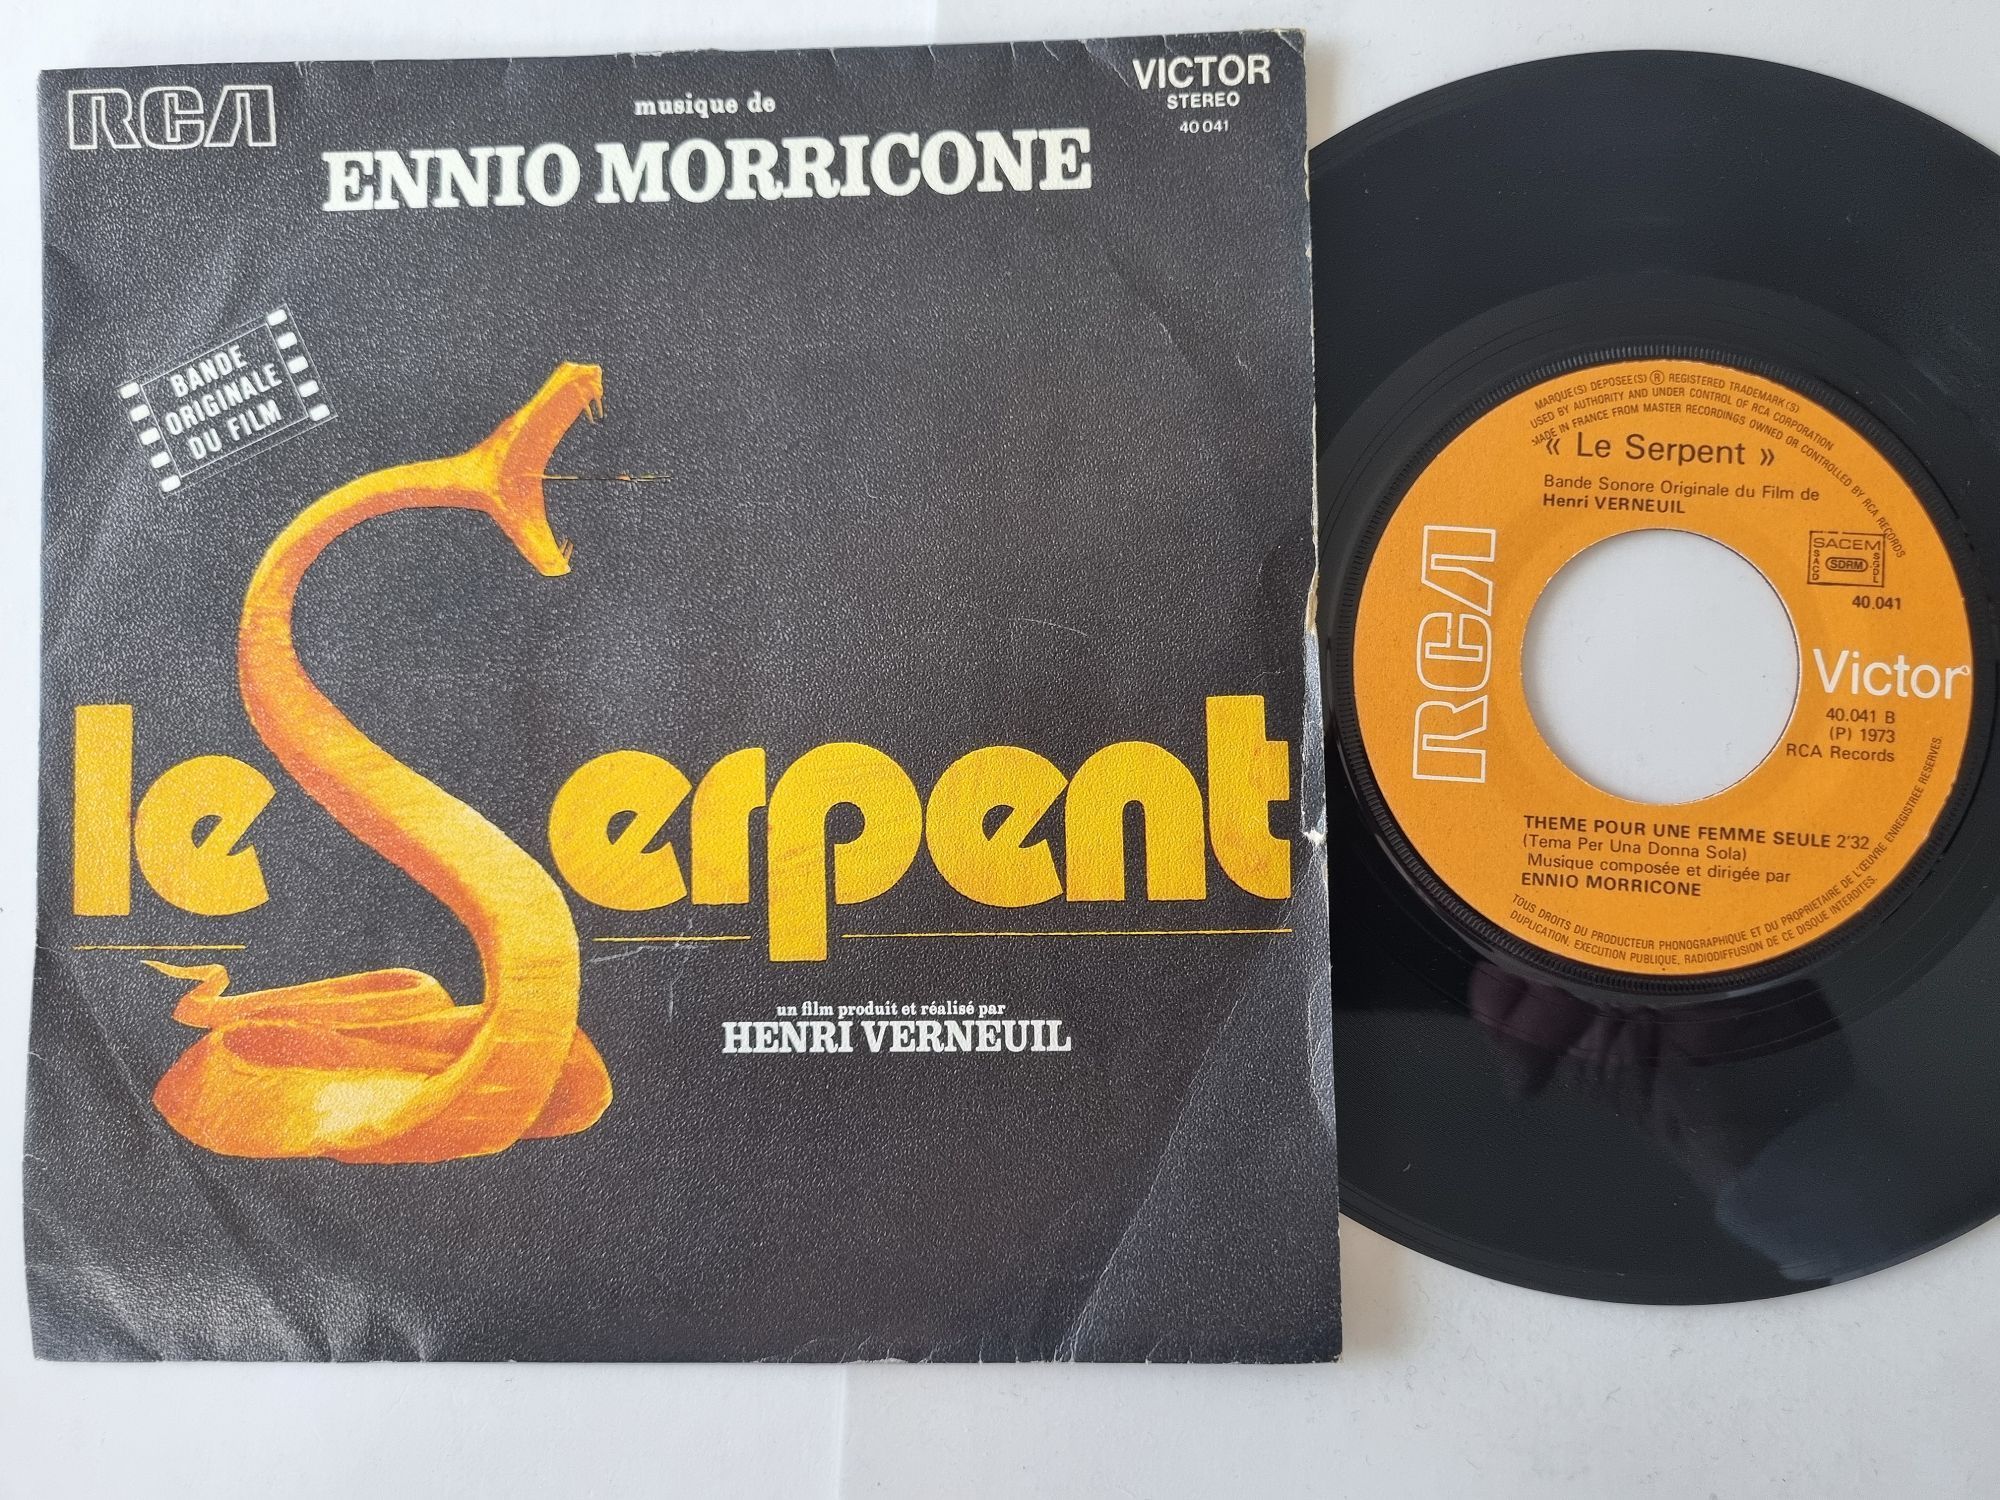 RCA
musique de
ENNIO MORRICONE
VICTOR
STEREO
40 041
BANDE
ORIGINALE
DU FILM
le Serpent
un film produit et réalisé par
HENRI VERNEUIL
MARQUE(S) DEPOSEE(S) ® REGISTERED TRADEMARK(S)
USED BY AUTHORITY AND UNDER CONTROL OF RCA CORPORATION
MADE IN FRANCE FROM MASTER RECORDINGS OWNED OR CONTROLLED BY RCA RECORDS
« Le Serpent »
Bande Sonore Originale du Film de
Henri VERNEUIL
SACEM
SACD
SDRM
SGDL
40.041
RCA
Victor
40.041 B
(P) 1973
RCA Records
THEME POUR UNE FEMME SEULE 2'32
(Tema Per Una Donna Sola)
Musique composée et dirigée par
ENNIO MORRICONE
TOUS DROITS DU PRODUCTEUR PHONOGRAPHIQUE ET DU PROPRIETAIRE DE L'ŒUVRE ENREGISTREE RESERVES.
DUPLICATION, EXECUTION PUBLIQUE, RADIODIFFUSION DE CE DISQUE INTERDITES.